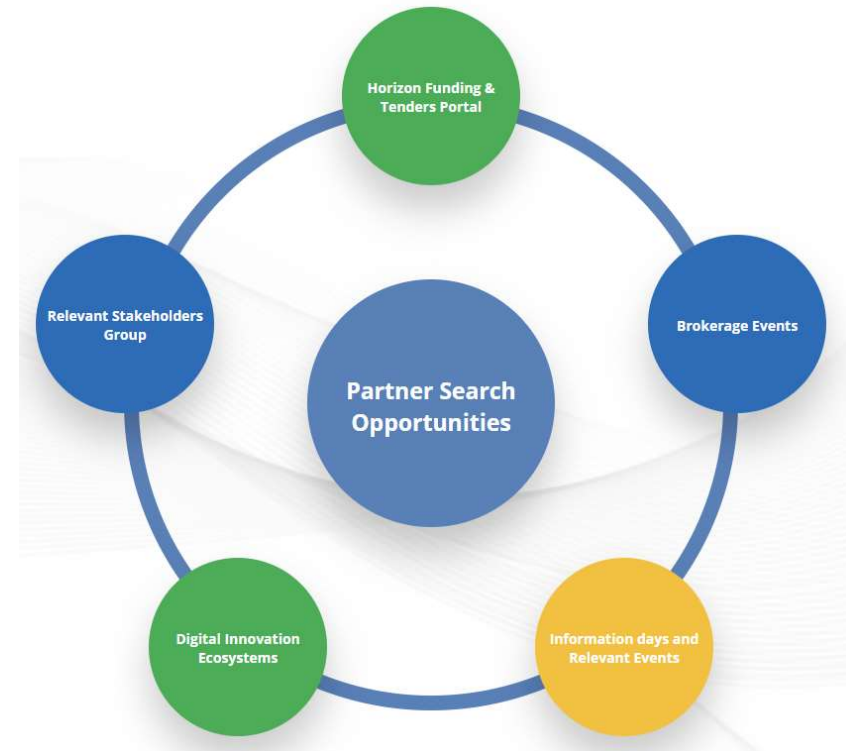 Horizon Funding &
Tenders Portal
Relevant Stakeholders
Group
Brokerage Events
Partner Search
Opportunities
Digital Innovation
Ecosystems
Information days and
Relevant Events